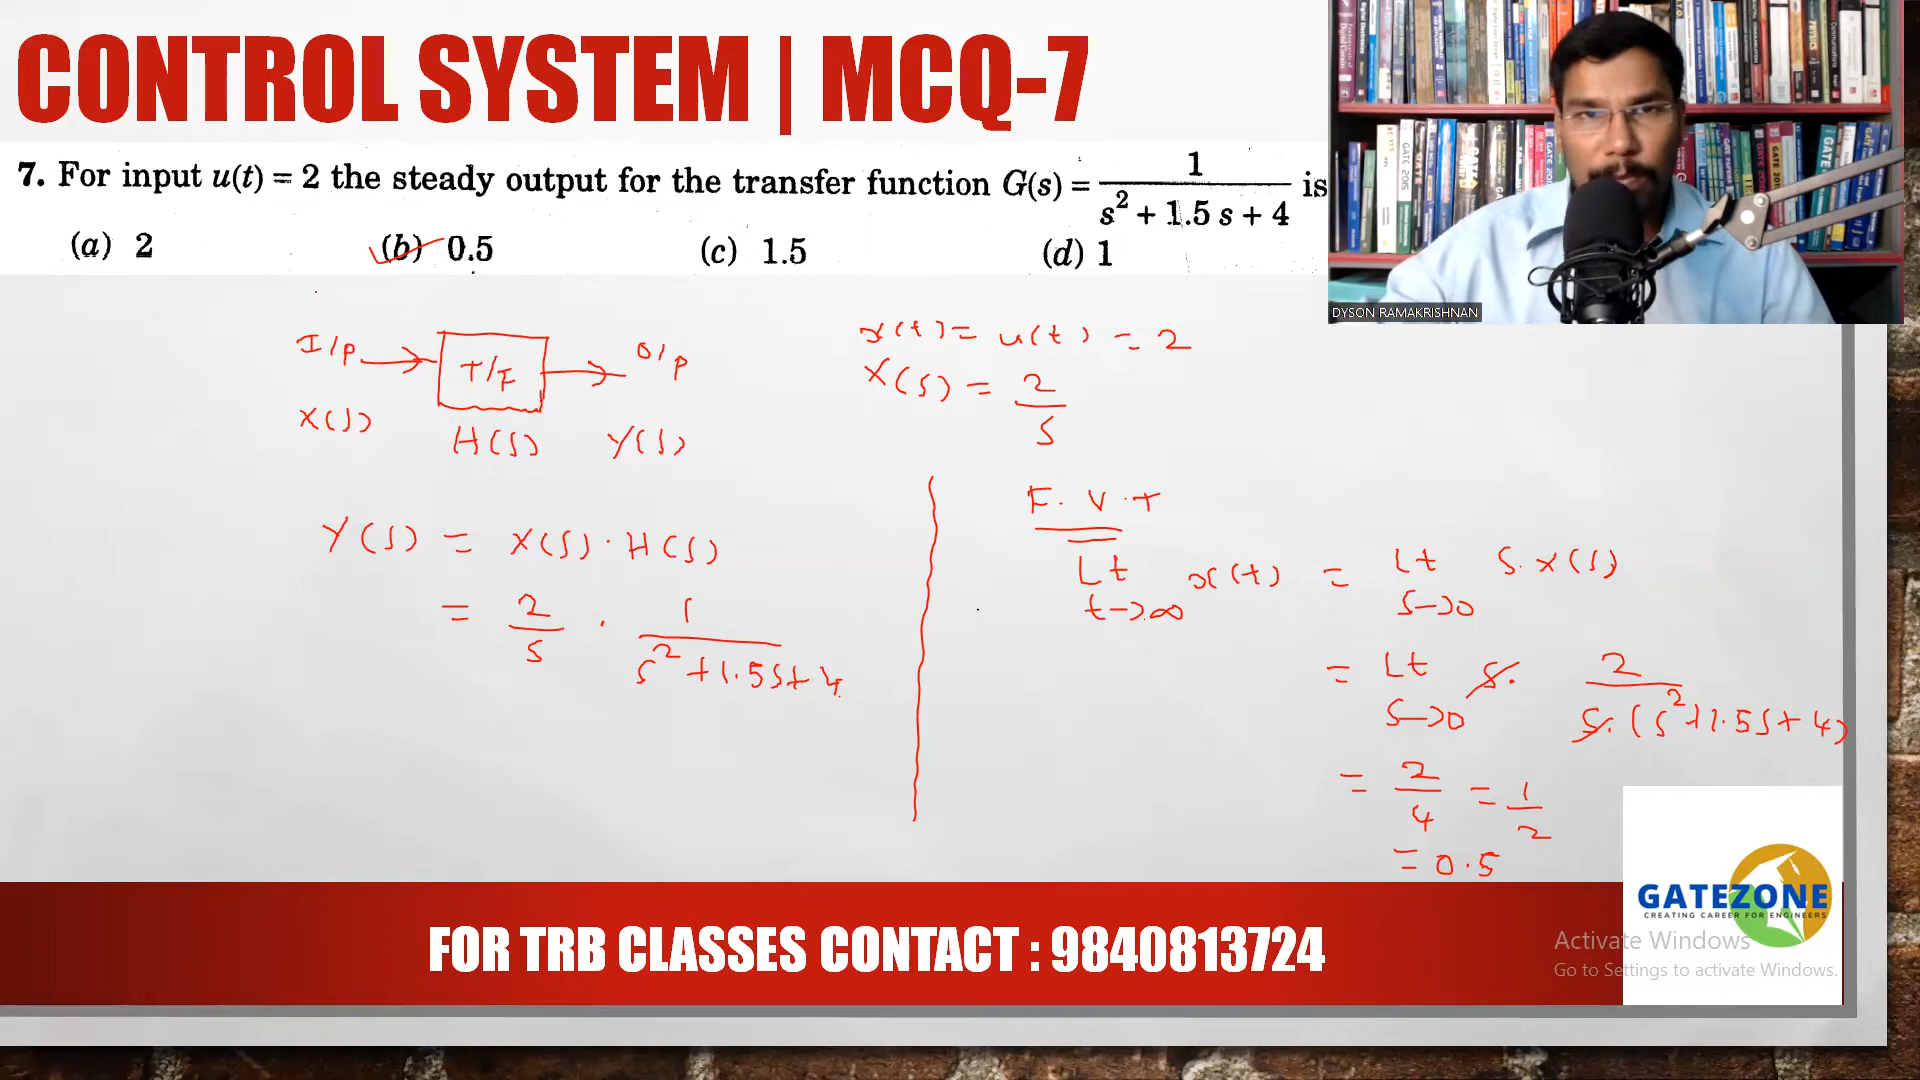 CONTROL SYSTEM | MCQ-7
7. For input u(t) = 2 the steady output for the transfer function G(s) = 1 / (s² + 1.5 s + 4) is
(a) 2 (b) 0.5 (c) 1.5 (d) 1
DYSON RAMAKRISHNAN
I/P T/F O/P
X(s) H(s) Y(s)
x(t) = u(t) = 2
X(s) = 2/s
Y(s) = X(s) · H(s)
= 2/s · 1/(s² + 1.5s + 4)
F.V.T
Lt t→∞ x(t) = Lt s→0 s·X(s)
= Lt s→0 s· 2/(s·(s² + 1.5s + 4))
= 2/4 = 1/2
= 0.5
GATEZONE
CREATING CAREER FOR ENGINEERS
Activate Windows
Go to Settings to activate Windows.
FOR TRB CLASSES CONTACT : 9840813724